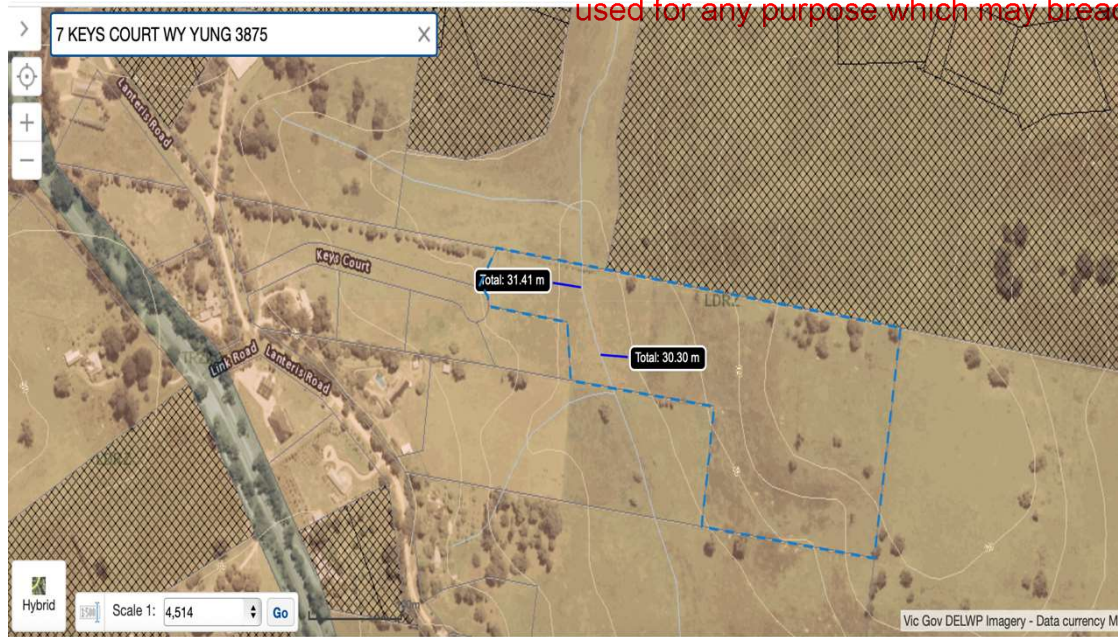 used for any purpose which may breac
7 KEYS COURT WY YUNG 3875
Lanteris Road
Keys Court
Total: 31.41 m
LDRZ
Total: 30.30 m
Link Road
Lanteris Road
Hybrid
Scale 1:
4,514
Go
Vic Gov DELWP Imagery - Data currency M